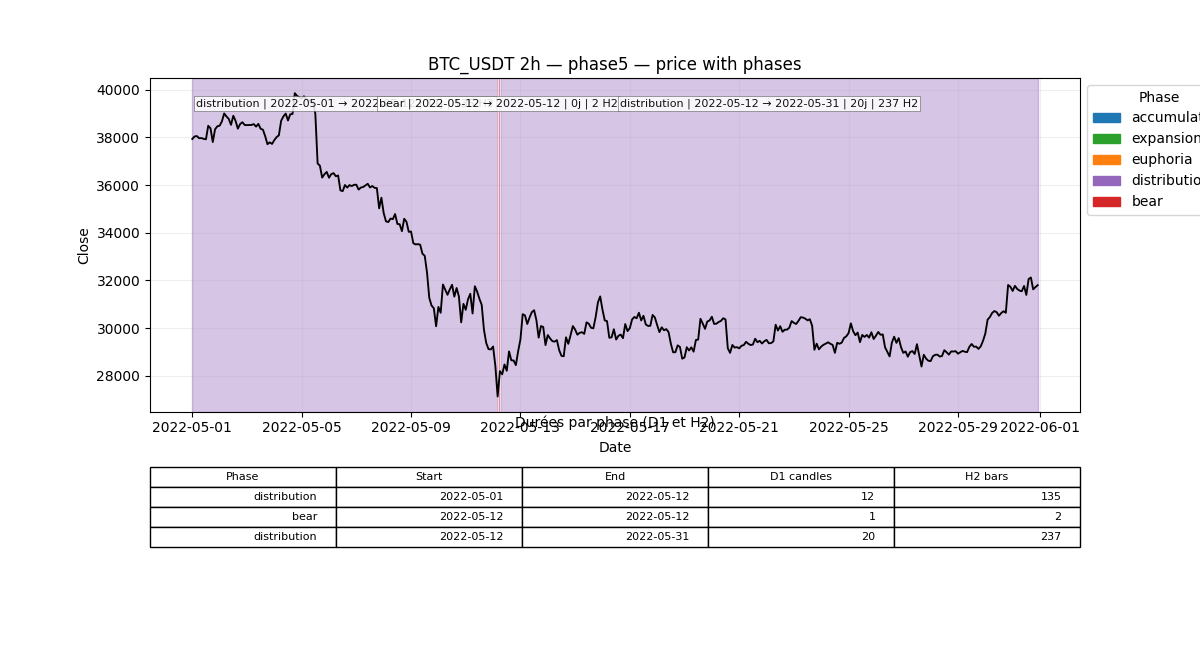 BTC_USDT 2h — phase5 — price with phases
distribution | 2022-05-01 → 2022
bear | 2022-05-12 → 2022-05-12 | 0j | 2 H2
distribution | 2022-05-12 → 2022-05-31 | 20j | 237 H2
40000
38000
36000
34000
32000
30000
28000
Close
Phase
accumulat
expansion
euphoria
distributio
bear
Durées par phase (D1 et H2)
2022-05-01 2022-05-05 2022-05-09 2022-05-13 2022-05-17 2022-05-21 2022-05-25 2022-05-29 2022-06-01
Date
Phase Start End D1 candles H2 bars
distribution 2022-05-01 2022-05-12 12 135
bear 2022-05-12 2022-05-12 1 2
distribution 2022-05-12 2022-05-31 20 237